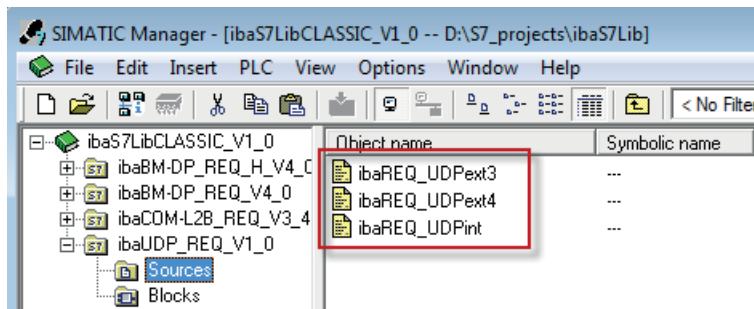 SIMATIC Manager - [ibaS7LibCLASSIC_V1_0 -- D:\S7_projects\ibaS7Lib]
File Edit Insert PLC View Options Window Help
< No Filte
ibaS7LibCLASSIC_V1_0
ibaBM-DP_REQ_H_V4_0
ibaBM-DP_REQ_V4_0
ibaCOM-L2B_REQ_V3_4
ibaUDP_REQ_V1_0
Sources
Blocks
Object name Symbolic name
ibaREQ_UDPext3 ---
ibaREQ_UDPext4 ---
ibaREQ_UDPint ---